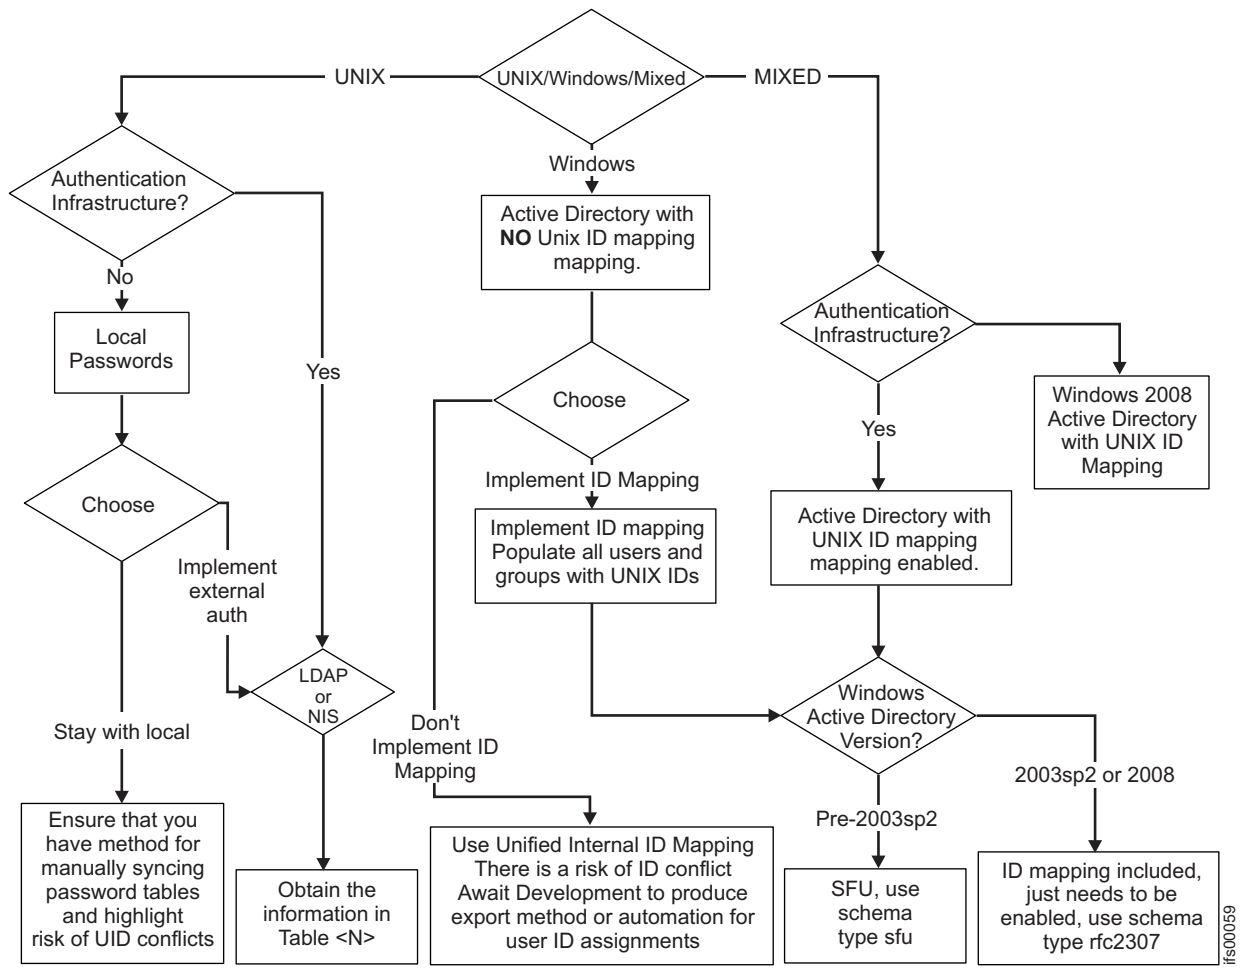 UNIX
UNIX/Windows/Mixed
MIXED
Windows
Authentication
Infrastructure?
Active Directory with
NO Unix ID mapping
mapping.
No
Local
Passwords
Yes
Choose
Implement
external
auth
Stay with local
LDAP
or
NIS
Ensure that you
have method for
manually syncing
password tables
and highlight
risk of UID conflicts
Obtain the
information in
Table <N>
Choose
Implement ID Mapping
Implement ID mapping
Populate all users and
groups with UNIX IDs
Don't
Implement ID
Mapping
Use Unified Internal ID Mapping
There is a risk of ID conflict
Await Development to produce
export method or automation for
user ID assignments
Authentication
Infrastructure?
Windows 2008
Active Directory
with UNIX ID
Mapping
Yes
Active Directory with
UNIX ID mapping
mapping enabled.
Windows
Active Directory
Version?
2003sp2 or 2008
Pre-2003sp2
SFU, use
schema
type sfu
ID mapping included,
just needs to be
enabled, use schema
type rfc2307
ifs00059